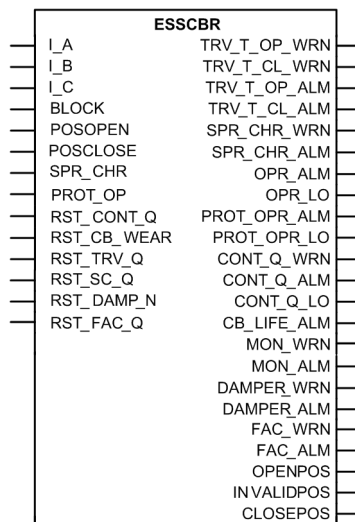 ESSCBR
I_A TRV_T_OP_WRN
I_B TRV_T_CL_WRN
I_C TRV_T_OP_ALM
BLOCK TRV_T_CL_ALM
POSOPEN SPR_CHR_WRN
POSCLOSE SPR_CHR_ALM
SPR_CHR OPR_ALM
PROT_OP OPR_LO
RST_CONT_Q PROT_OPR_ALM
RST_CB_WEAR PROT_OPR_LO
RST_TRV_Q CONT_Q_WRN
RST_SC_Q CONT_Q_ALM
RST_DAMP_N CONT_Q_LO
RST_FAC_Q CB_LIFE_ALM
MON_WRN
MON_ALM
DAMPER_WRN
DAMPER_ALM
FAC_WRN
FAC_ALM
OPENPOS
INVALIDPOS
CLOSEPOS